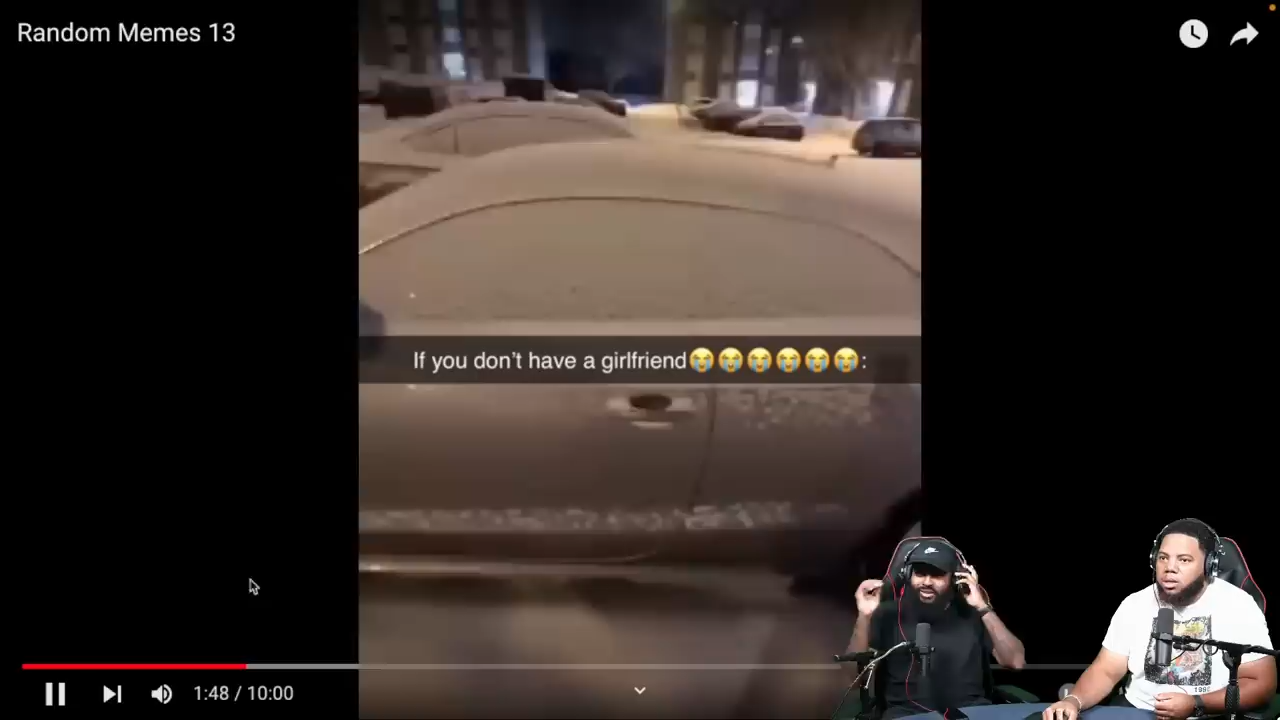 Random Memes 13
If you don't have a girlfriend😭😭😭😭😭😭:
1:48 / 10:00